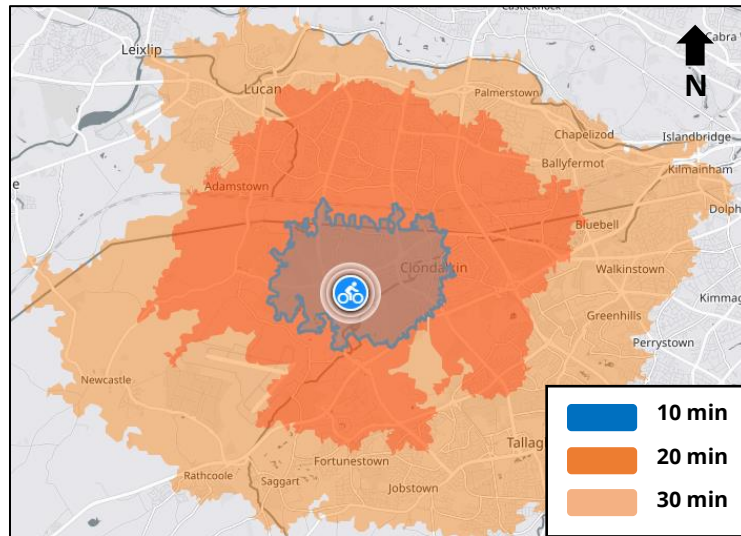 Castleknock
Leixlip
Cabra
N
Lucan
Palmerstown
Chapelizod
Islandbridge
Ballyfermot
Kilmainham
Adamstown
Dolph
Bluebell
Clondalkin
Walkinstown
Kimmag
Greenhills
Perrystown
Newcastle
10 min
20 min
Tallag
Fortunestown
Rathcoole
Saggart
Jobstown
30 min